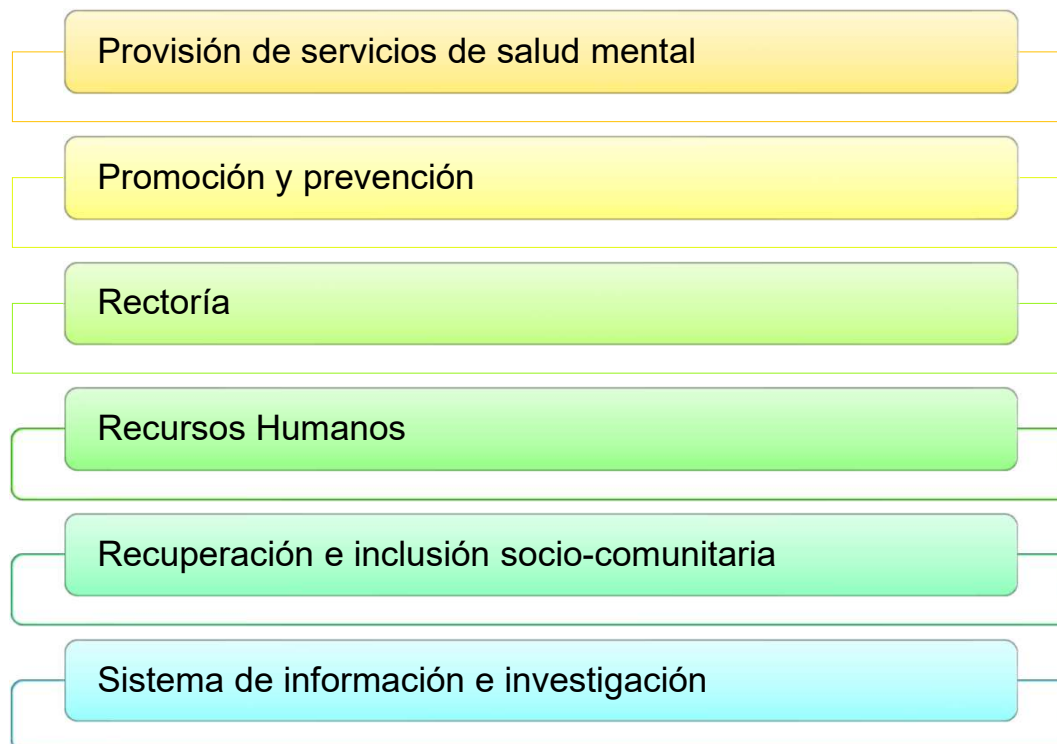 Provisión de servicios de salud mental
Promoción y prevención
Rectoría
Recursos Humanos
Recuperación e inclusión socio-comunitaria
Sistema de información e investigación